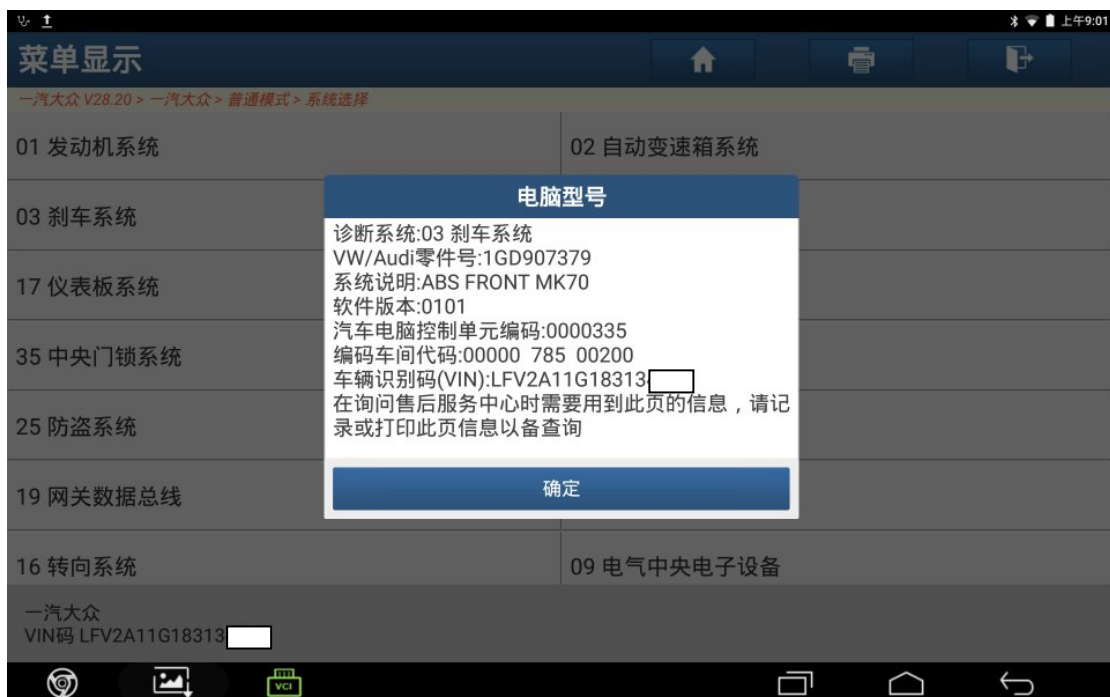 上午9:01
菜单显示
一汽大众 V28.20 > 一汽大众 > 普通模式 > 系统选择
01 发动机系统
02 自动变速箱系统
03 刹车系统
17 仪表板系统
35 中央门锁系统
25 防盗系统
19 网关数据总线
16 转向系统
09 电气中央电子设备
电脑型号
诊断系统:03 刹车系统
VW/Audi零件号:1GD907379
系统说明:ABS FRONT MK70
软件版本:0101
汽车电脑控制单元编码:0000335
编码车间代码:00000 785 00200
车辆识别码(VIN):LFV2A11G18313
在询问售后服务中心时需要用到此页的信息，请记
录或打印此页信息以备查询
确定
一汽大众
VIN码 LFV2A11G18313
VCI